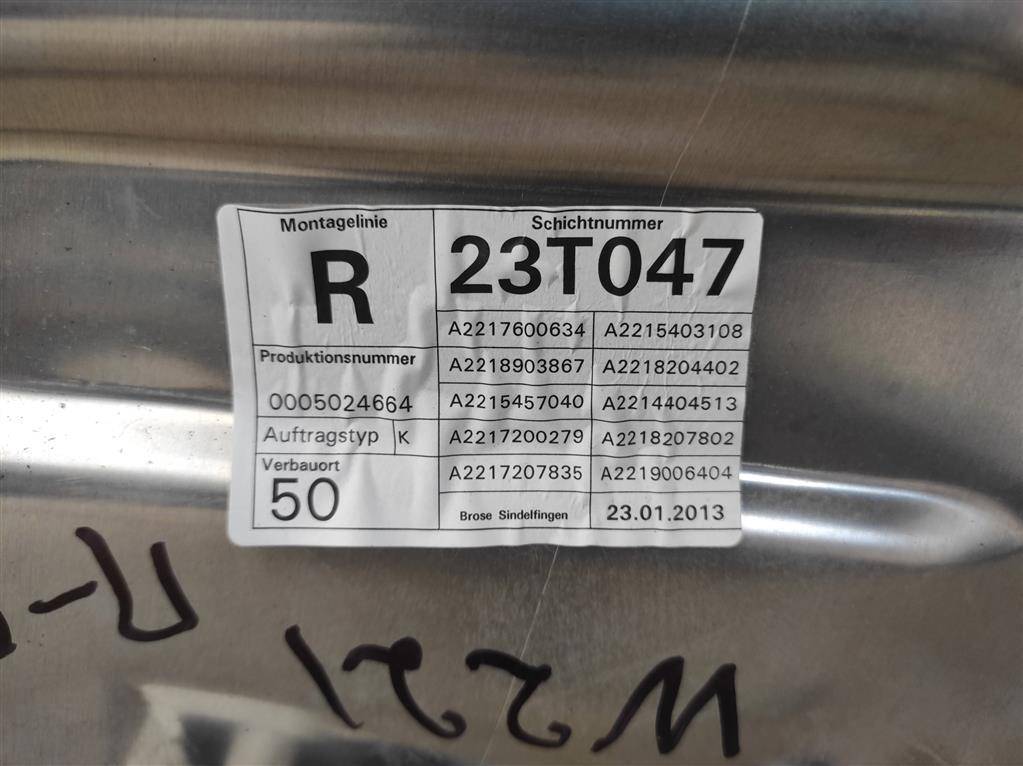 Montagelinie
R
Schichtnummer
23T047
A2217600634 A2215403108
A2218903867 A2218204402
A2215457040 A2214404513
A2217200279 A2218207802
A2217207835 A2219006404
Produktionsnummer
0005024664
Auftragstyp K
Verbauort
50
Brose Sindelfingen 23.01.2013
W221